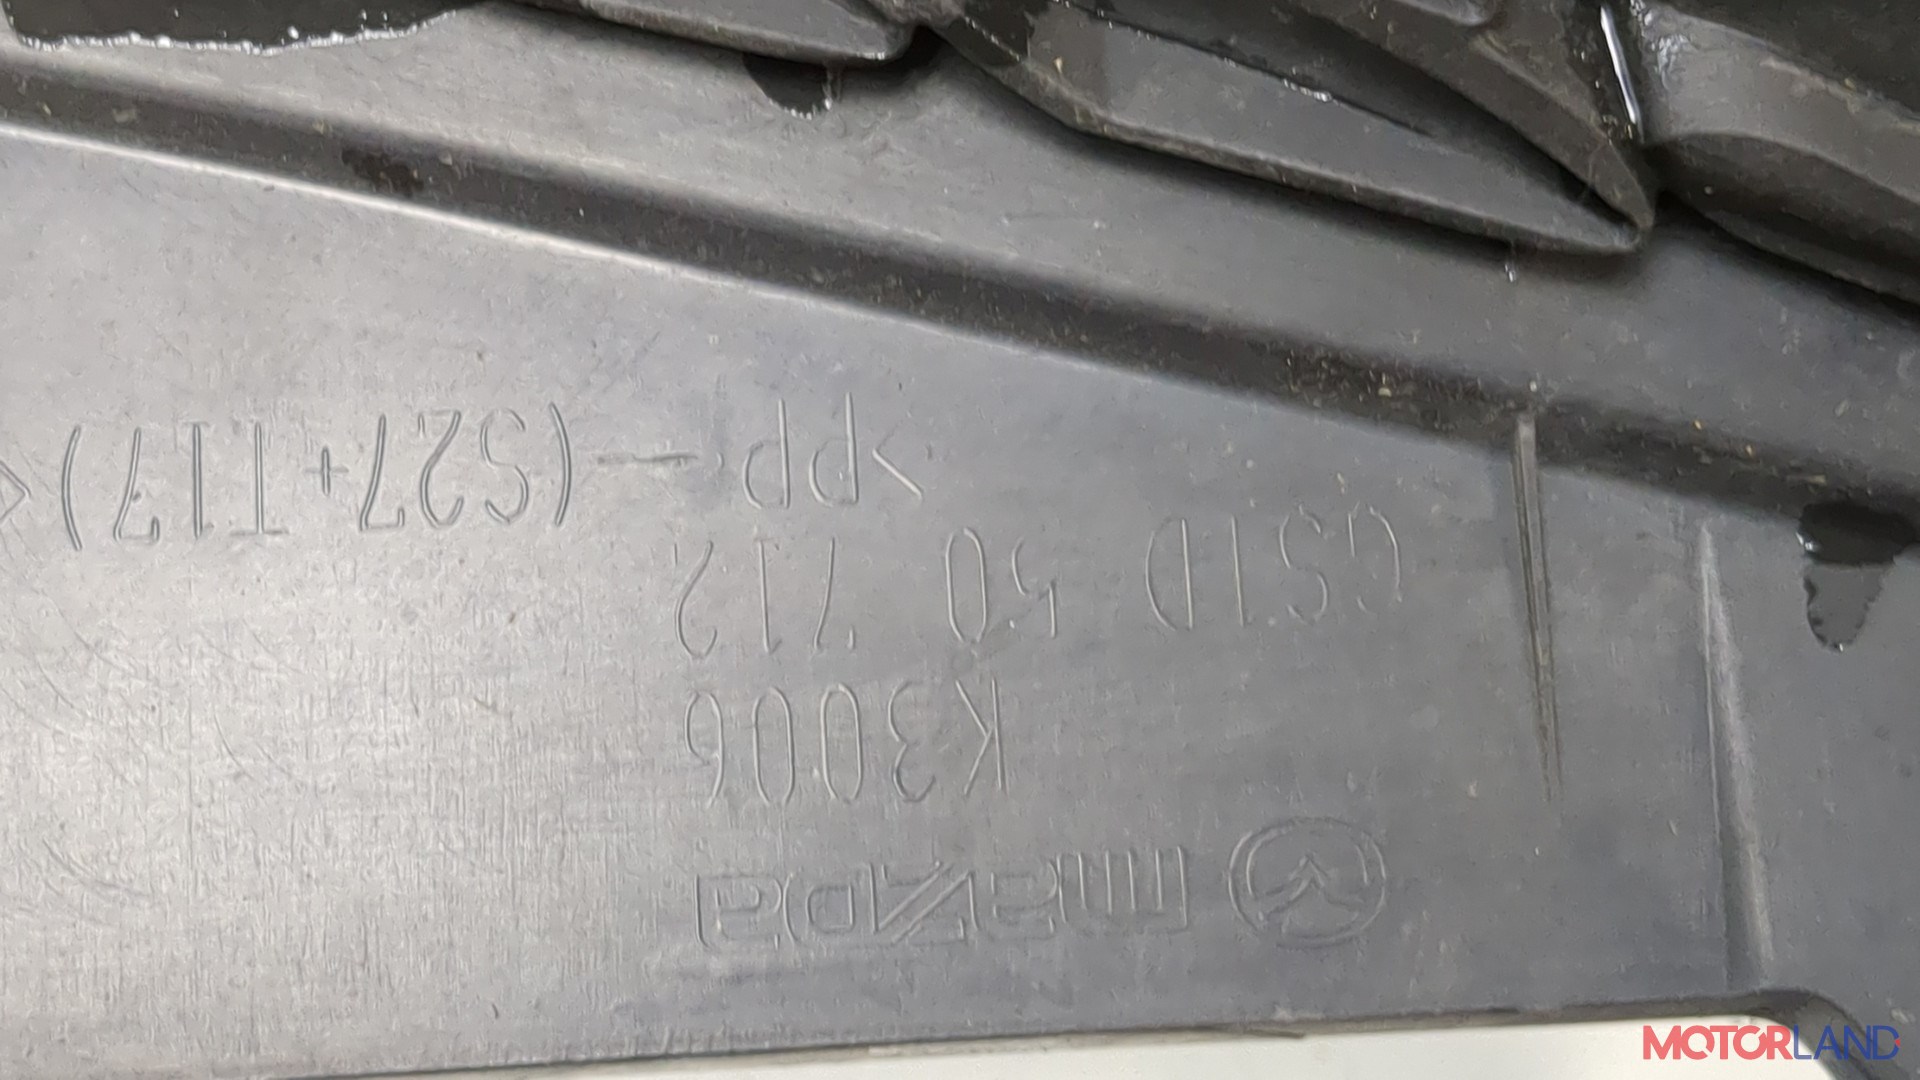 mazda
K3006
GS1D 50 712
>PP-(S27+T17)<
MOTORLAND